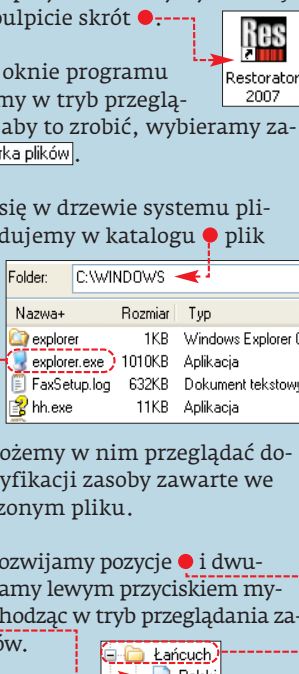 pulpicie skrót
Res
Restorator
2007
oknie programu
my w tryb przeglą-
aby to zrobić, wybieramy za-
rka plików.
się w drzewie systemu pli-
dujemy w katalogu plik
Folder: C:\WINDOWS
Nazwa+ Rozmiar Typ
explorer 1KB Windows Explorer
explorer.exe 1010KB Aplikacja
FaxSetup.log 632KB Dokument tekstowy
hh.exe 11KB Aplikacja
ożemy w nim przeglądać do-
yfikacji zasoby zawarte we
zonym pliku.
ozwijamy pozycje i dwu-
amy lewym przyciskiem my-
hodząc w tryb przeglądania za-
ów.
Łańcuch